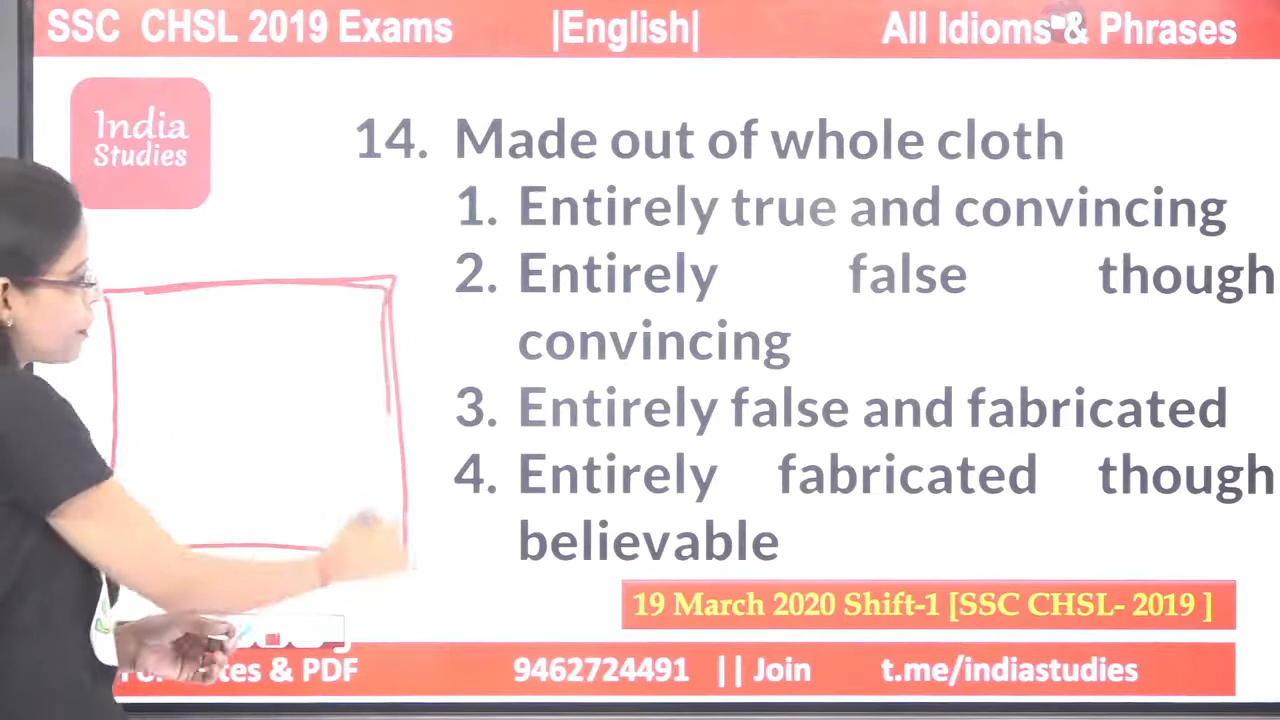 SSC CHSL 2019 Exams |English| All Idioms & Phrases
India
Studies
14. Made out of whole cloth
1. Entirely true and convincing
2. Entirely false though
convincing
3. Entirely false and fabricated
4. Entirely fabricated though
believable
19 March 2020 Shift-1 [SSC CHSL- 2019 ]
& PDF 9462724491 || Join t.me/indiastudies